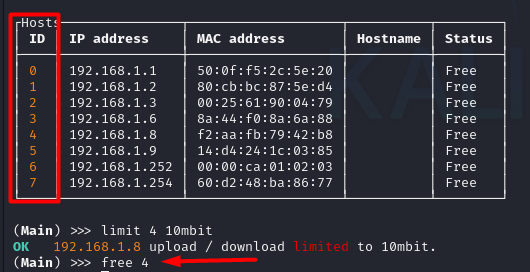 Hosts
ID IP address MAC address Hostname Status
0 192.168.1.1 50:0f:f5:2c:5e:20 Free
1 192.168.1.2 80:cb:bc:87:5e:d4 Free
2 192.168.1.3 00:25:61:90:04:79 Free
3 192.168.1.6 8a:44:f0:8a:6a:88 Free
4 192.168.1.8 f2:aa:fb:79:42:b8 Free
5 192.168.1.9 14:d4:24:1c:03:85 Free
6 192.168.1.252 00:00:ca:01:02:03 Free
7 192.168.1.254 60:d2:48:ba:86:77 Free
(Main) >>> limit 4 10mbit
OK 192.168.1.8 upload / download limited to 10mbit.
(Main) >>> free 4
KALI